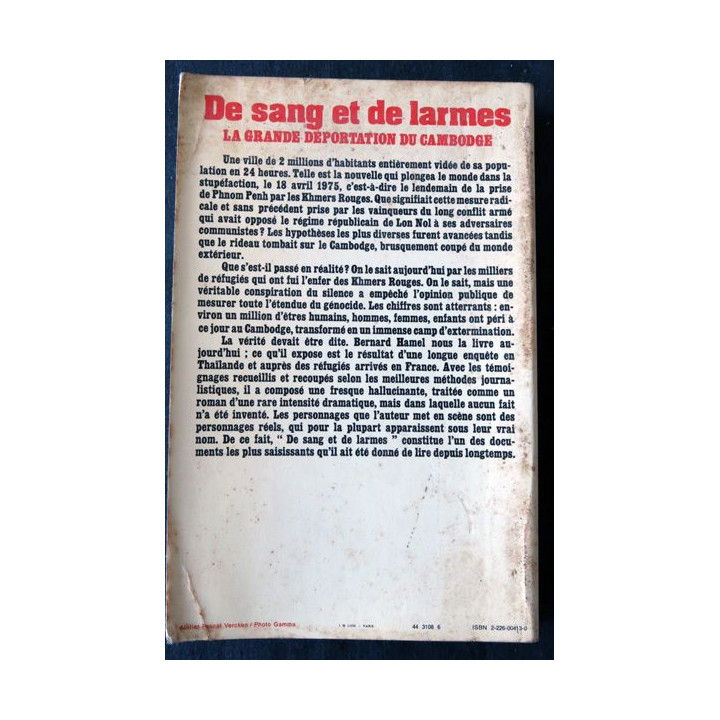 De sang et de larmes
LA GRANDE DÉPORTATION DU CAMBODGE
Une ville de 2 millions d'habitants entièrement vidée de sa popu-
lation en 24 heures. Telle est la nouvelle qui plongea le monde dans la
stupéfaction, le 18 avril 1975, c'est-à-dire le lendemain de la prise
de Phnom Penh par les Khmers Rouges. Que signifiait cette mesure radi-
cale et sans précédent prise par les vainqueurs du long conflit armé
qui avait opposé le régime républicain de Lon Nol à ses adversaires
communistes ? Les hypothèses les plus diverses furent avancées tandis
que le rideau tombait sur le Cambodge, brusquement coupé du monde
extérieur.
Que s'est-il passé en réalité ? On le sait aujourd'hui par les milliers
de réfugiés qui ont fui l'enfer des Khmers Rouges. On le sait, mais une
véritable conspiration du silence a empêché l'opinion publique de
mesurer toute l'étendue du génocide. Les chiffres sont atterrants : en-
viron un million d'êtres humains, hommes, femmes, enfants ont péri à
ce jour au Cambodge, transformé en un immense camp d'extermination.
La vérité devait être dite. Bernard Hamel nous la livre au-
jourd'hui ; ce qu'il expose est le résultat d'une longue enquête en
Thaïlande et auprès des réfugiés arrivés en France. Avec les témoi-
gnages recueillis et recoupés selon les meilleures méthodes journa-
listiques, il a composé une fresque hallucinante, traitée comme un
roman d'une rare intensité dramatique, mais dans laquelle aucun fait
n'a été inventé. Les personnages que l'auteur met en scène sont des
personnages réels, qui pour la plupart apparaissent sous leur vrai
nom. De ce fait, " De sang et de larmes " constitue l'un des docu-
ments les plus saisissants qu'il ait été donné de lire depuis longtemps.
Atelier Pascal Vercken / Photo Gamma
PARIS
44 3108 6
ISBN 2-226-00413-0